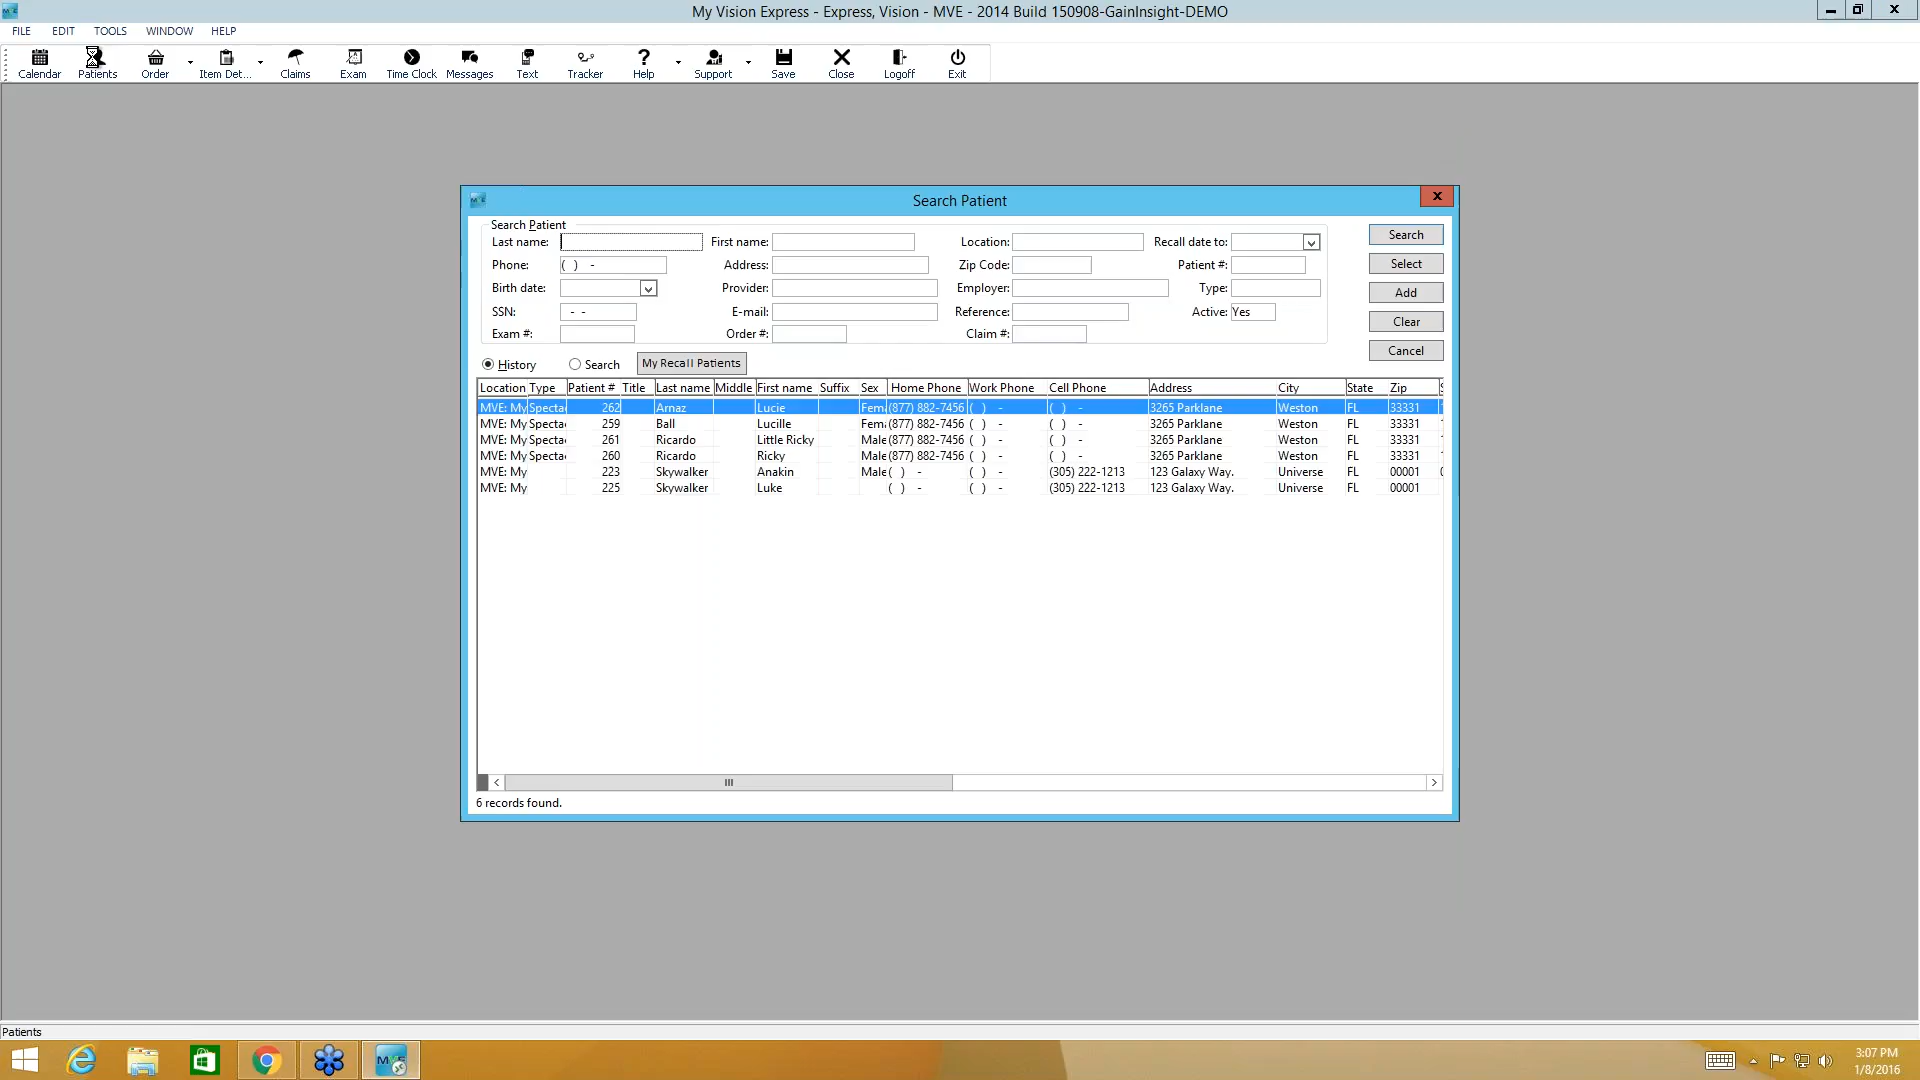 My Vision Express - Express, Vision - MVE - 2014 Build 150908-GainInsight-DEMO
FILE EDIT TOOLS WINDOW HELP
Calendar Patients Order Item Det... Claims Exam Time Clock Messages Text Tracker Help Support Save Close Logoff Exit
Search Patient
Search Patient
Last name: First name: Location: Recall date to: Search
Phone: ( ) - Address: Zip Code: Patient #: Select
Birth date: Provider: Employer: Type: Add
SSN: - - E-mail: Reference: Active: Yes Clear
Exam #: Order #: Claim #: Cancel
History Search My Recall Patients
Location Type Patient # Title Last name Middle First name Suffix Sex Home Phone Work Phone Cell Phone Address City State Zip
MVE: My Specta 262 Arnaz Lucie Fem (877) 882-7456 ( ) - ( ) - 3265 Parklane Weston FL 33331
MVE: My Specta 259 Ball Lucille Fem (877) 882-7456 ( ) - ( ) - 3265 Parklane Weston FL 33331
MVE: My Specta 261 Ricardo Little Ricky Male (877) 882-7456 ( ) - ( ) - 3265 Parklane Weston FL 33331
MVE: My Specta 260 Ricardo Ricky Male (877) 882-7456 ( ) - ( ) - 3265 Parklane Weston FL 33331
MVE: My 223 Skywalker Anakin Male ( ) - ( ) - (305) 222-1213 123 Galaxy Way. Universe FL 00001
MVE: My 225 Skywalker Luke ( ) - ( ) - (305) 222-1213 123 Galaxy Way. Universe FL 00001
6 records found.
Patients
3:07 PM
1/8/2016